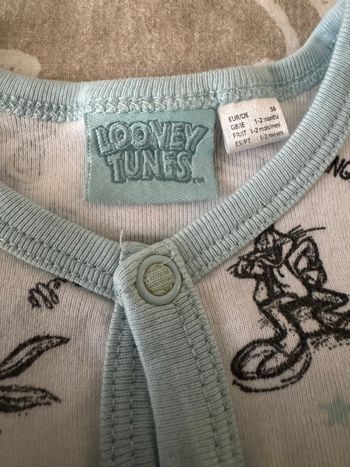 LOONEY
TUNES
TM
56
EUR/DE
GB/IE 1-2 months
FR/IT 1-2 mois/mesi
ES/PT 1-2 meses